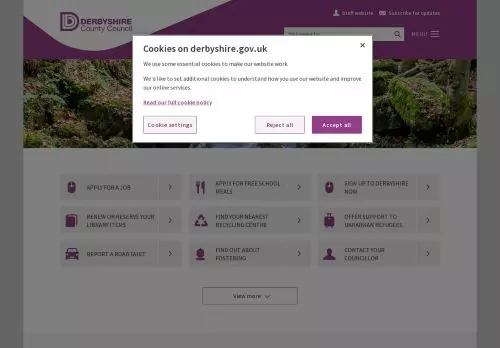 DERBYSHIRE
County Council
Staff website
Subscribe for updates
MENU
Cookies on derbyshire.gov.uk
We use some essential cookies to make our website work.
We'd like to set additional cookies to understand how you use our website and improve
our online services.
Read our full cookie policy
Cookie settings
Reject all
Accept all
APPLY FOR A JOB
APPLY FOR FREE SCHOOL
MEALS
SIGN UP TO DERBYSHIRE
NOW
RENEW OR RESERVE YOUR
LIBRARY ITEMS
FIND YOUR NEAREST
RECYCLING CENTRE
OFFER SUPPORT TO
UKRAINIAN REFUGEES
REPORT A ROAD FAULT
FIND OUT ABOUT
FOSTERING
CONTACT YOUR
COUNCILLOR
View more